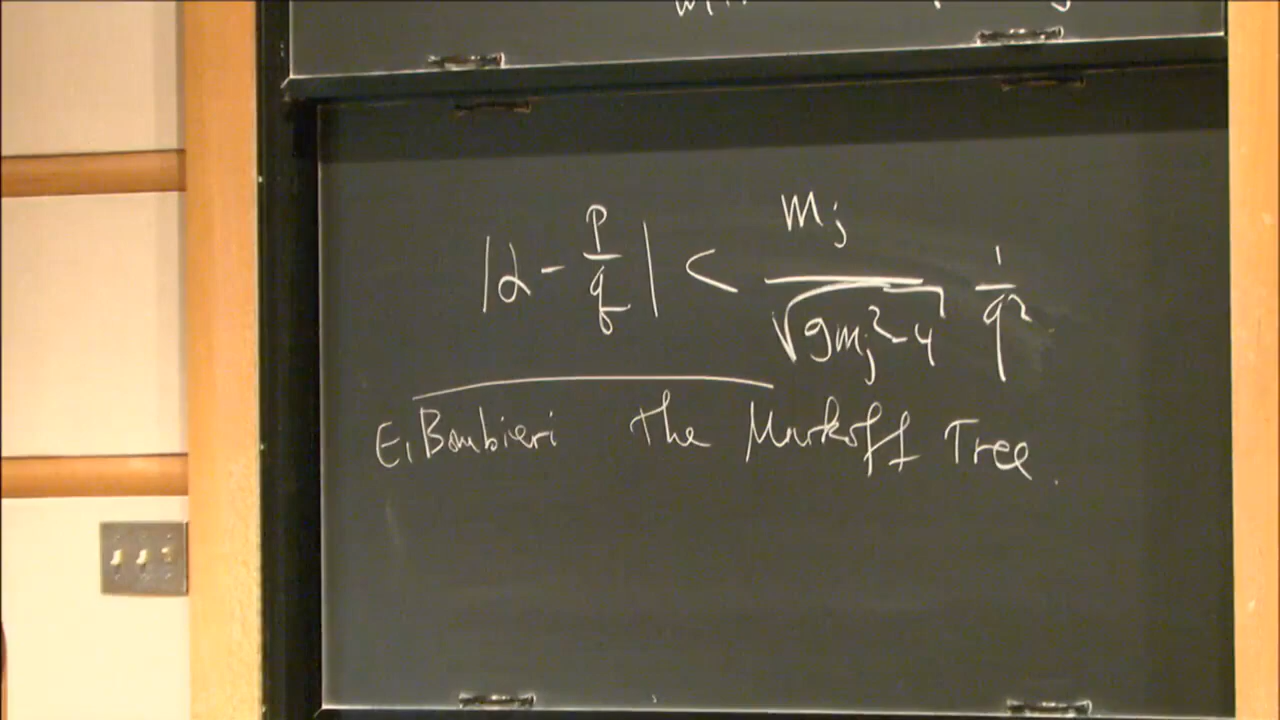 |α - p/q| < m_j/√(9m_j² - 4) 1/q²
E. Bombieri The Markoff Tree.